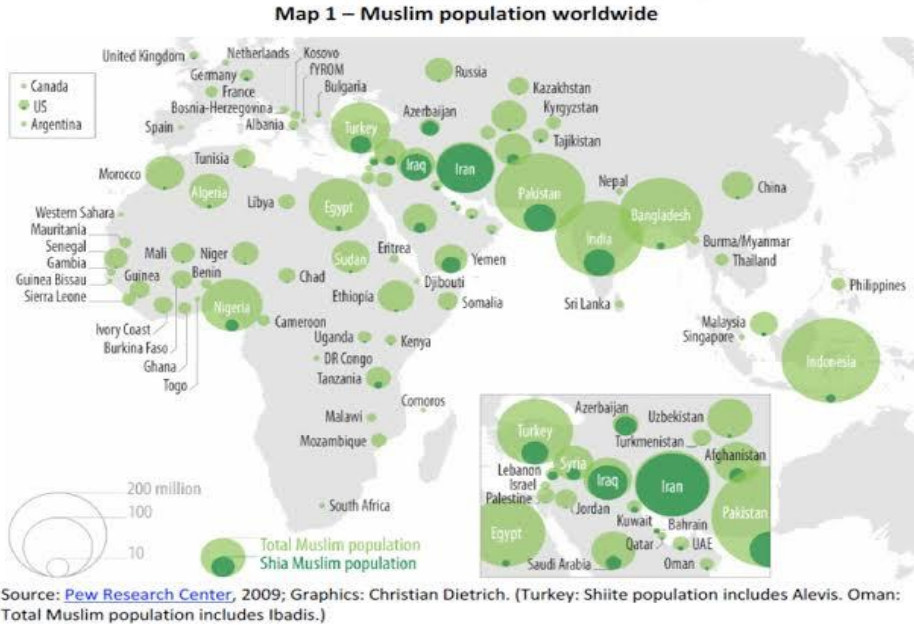 Map 1 – Muslim population worldwide
United Kingdom
Netherlands
Kosovo
Germany
fYROM
France
Bulgaria
Bosnia-Herzegovina
Albania
Spain
Canada
US
Argentina
Russia
Kazakhstan
Azerbaijan
Kyrgyzstan
Turkey
Tajikistan
Tunisia
Iraq
Iran
Morocco
Algeria
Pakistan
Nepal
China
Libya
Egypt
Bangladesh
Western Sahara
Mauritania
Senegal
Gambia
Guinea Bissau
Sierra Leone
Mali
Niger
Benin
Guinea
Sudan
Eritrea
Yemen
India
Burma/Myanmar
Thailand
Chad
Djibouti
Ethiopia
Somalia
Sri Lanka
Philippines
Nigeria
Ivory Coast
Burkina Faso
Ghana
Togo
Cameroon
Uganda
Kenya
DR Congo
Tanzania
Malaysia
Singapore
Indonesia
Comoros
Malawi
Mozambique
South Africa
Azerbaijan
Uzbekistan
Turkey
Turkmenistan
Afghanistan
Lebanon
Syria
Israel
Iraq
Iran
Palestine
Jordan
Pakistan
Egypt
Kuwait
Bahrain
Qatar
UAE
Saudi Arabia
Oman
200 million
100
10
Total Muslim population
Shia Muslim population
Source: Pew Research Center, 2009; Graphics: Christian Dietrich. (Turkey: Shiite population includes Alevis. Oman:
Total Muslim population includes Ibadis.)